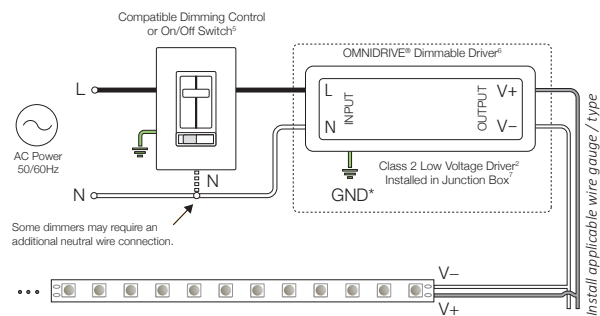 Compatible Dimming Control
or On/Off Switch⁵
OMNIDRIVE® Dimmable Driver⁶
L
L
INPUT
N
OUTPUT
V+
V−
AC Power
50/60Hz
N
N
GND*
Class 2 Low Voltage Driver²
Installed in Junction Box⁷
Some dimmers may require an
additional neutral wire connection.
Install applicable wire gauge / type
V−
V+